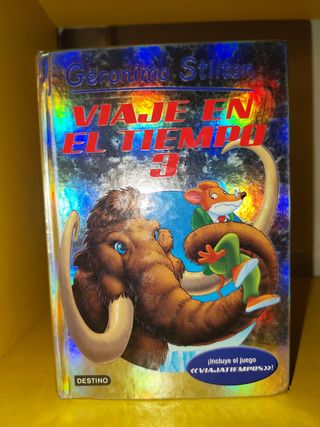 Geronimo Stilton
VIAJE EN
EL TIEMPO
3
¡Incluye el juego
«VIAJATIEMPOS»!
DESTINO